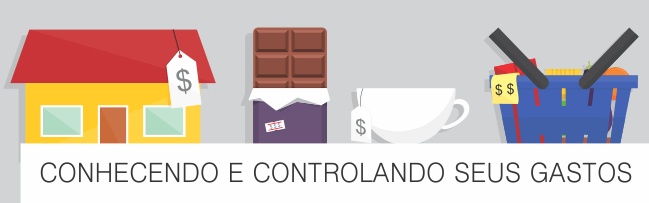 $
$
$ $
CONHECENDO E CONTROLANDO SEUS GASTOS